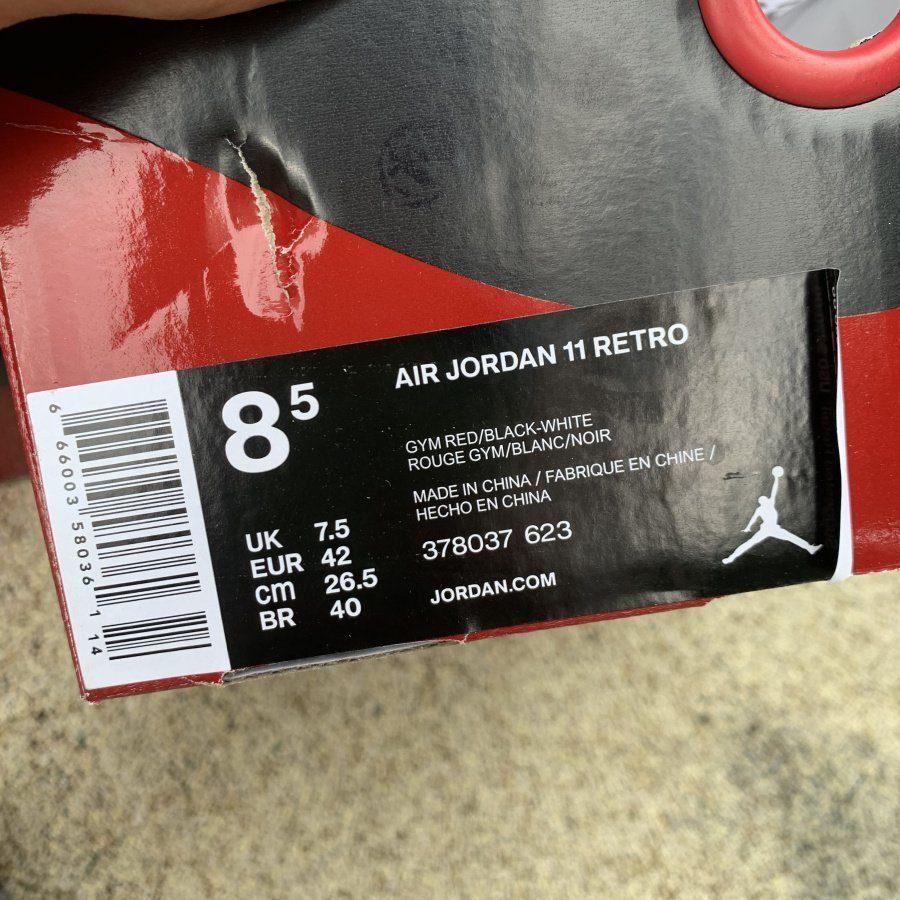 AIR JORDAN 11 RETRO
8 5
GYM RED/BLACK-WHITE
ROUGE GYM/BLANC/NOIR
MADE IN CHINA / FABRIQUE EN CHINE /
HECHO EN CHINA
378037 623
JORDAN.COM
UK 7.5
EUR 42
cm 26.5
BR 40
6 66003 58036 1 14